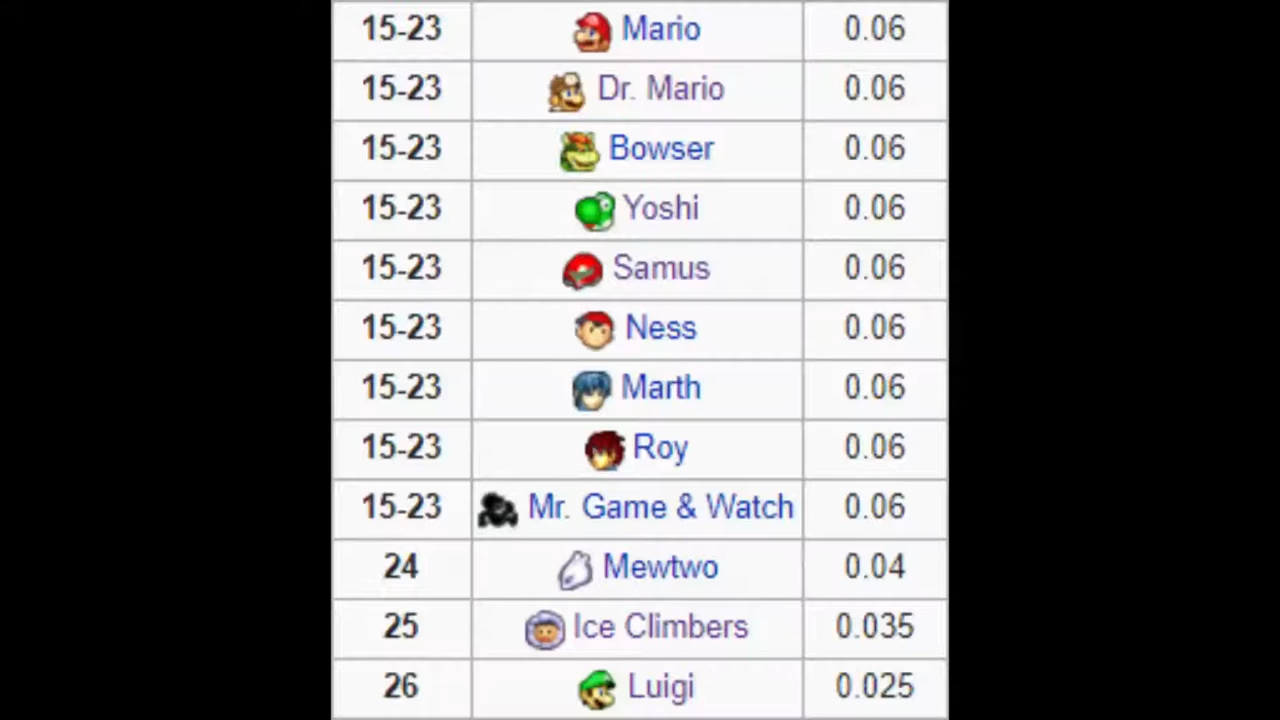 15-23 Mario 0.06
15-23 Dr. Mario 0.06
15-23 Bowser 0.06
15-23 Yoshi 0.06
15-23 Samus 0.06
15-23 Ness 0.06
15-23 Marth 0.06
15-23 Roy 0.06
15-23 Mr. Game & Watch 0.06
24 Mewtwo 0.04
25 Ice Climbers 0.035
26 Luigi 0.025